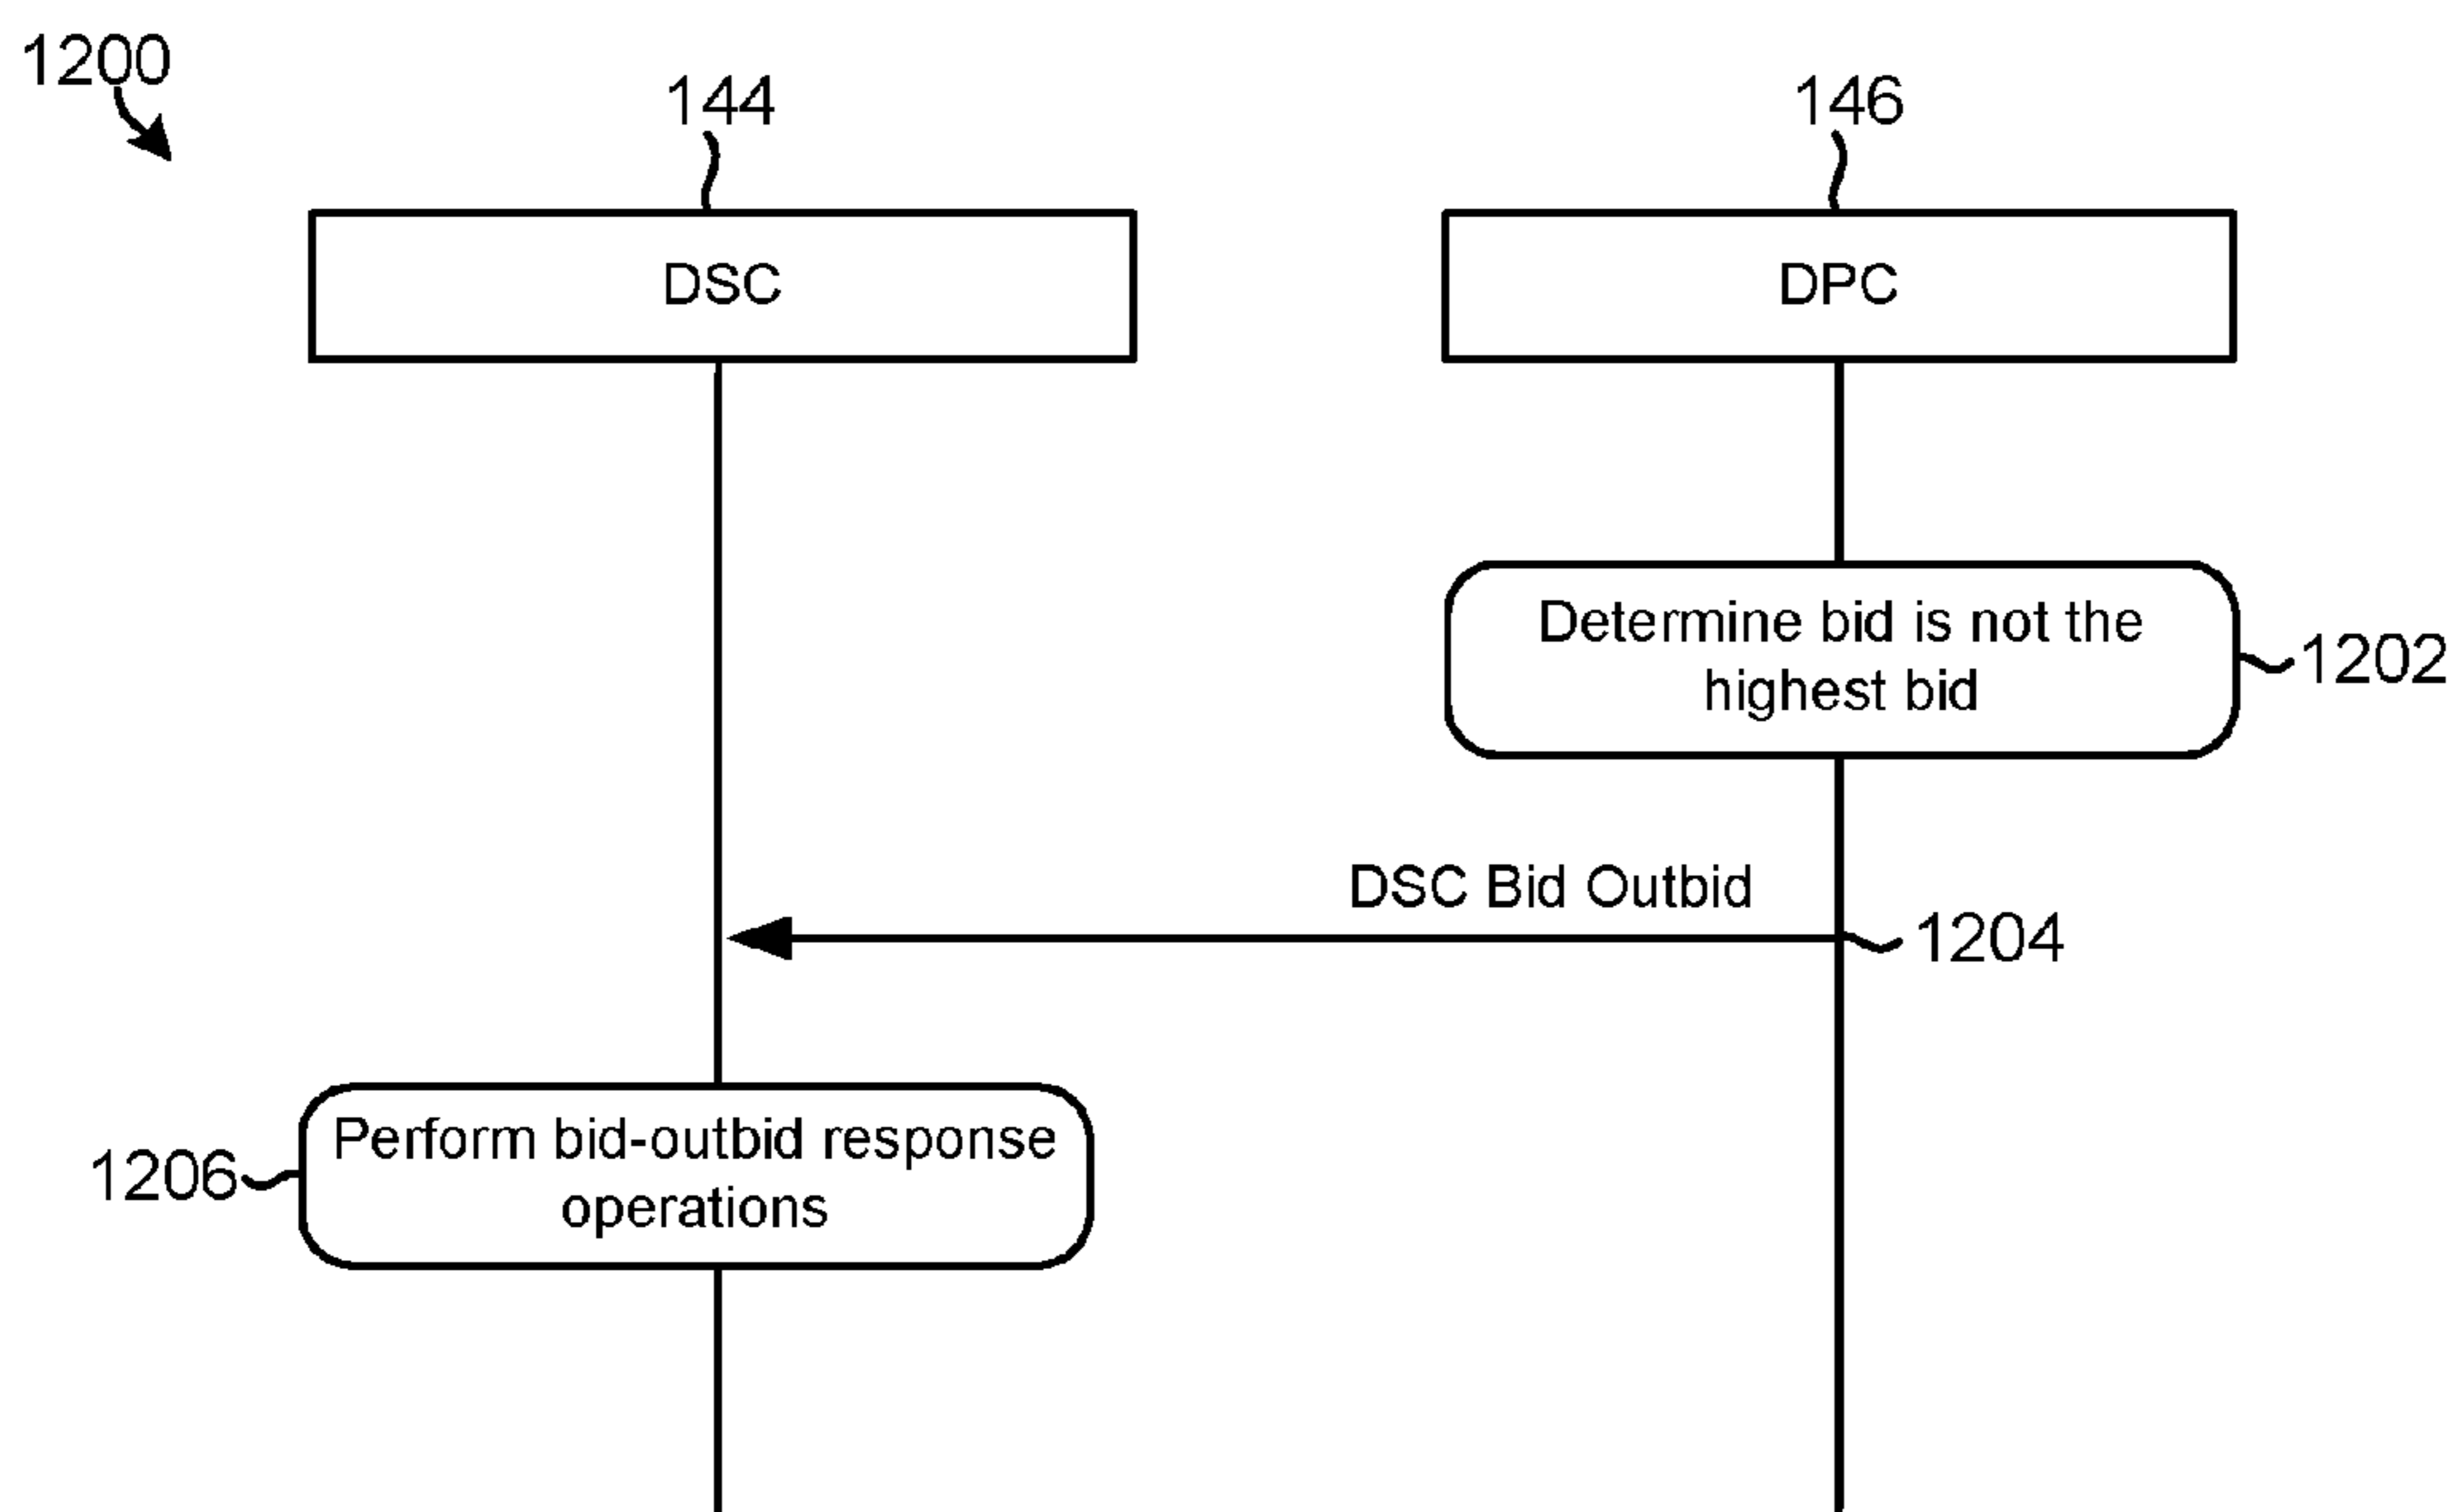 1200
144
146
DSC
DPC
Determine bid is not the
highest bid
1202
DSC Bid Outbid
1204
Perform bid-outbid response
operations
1206